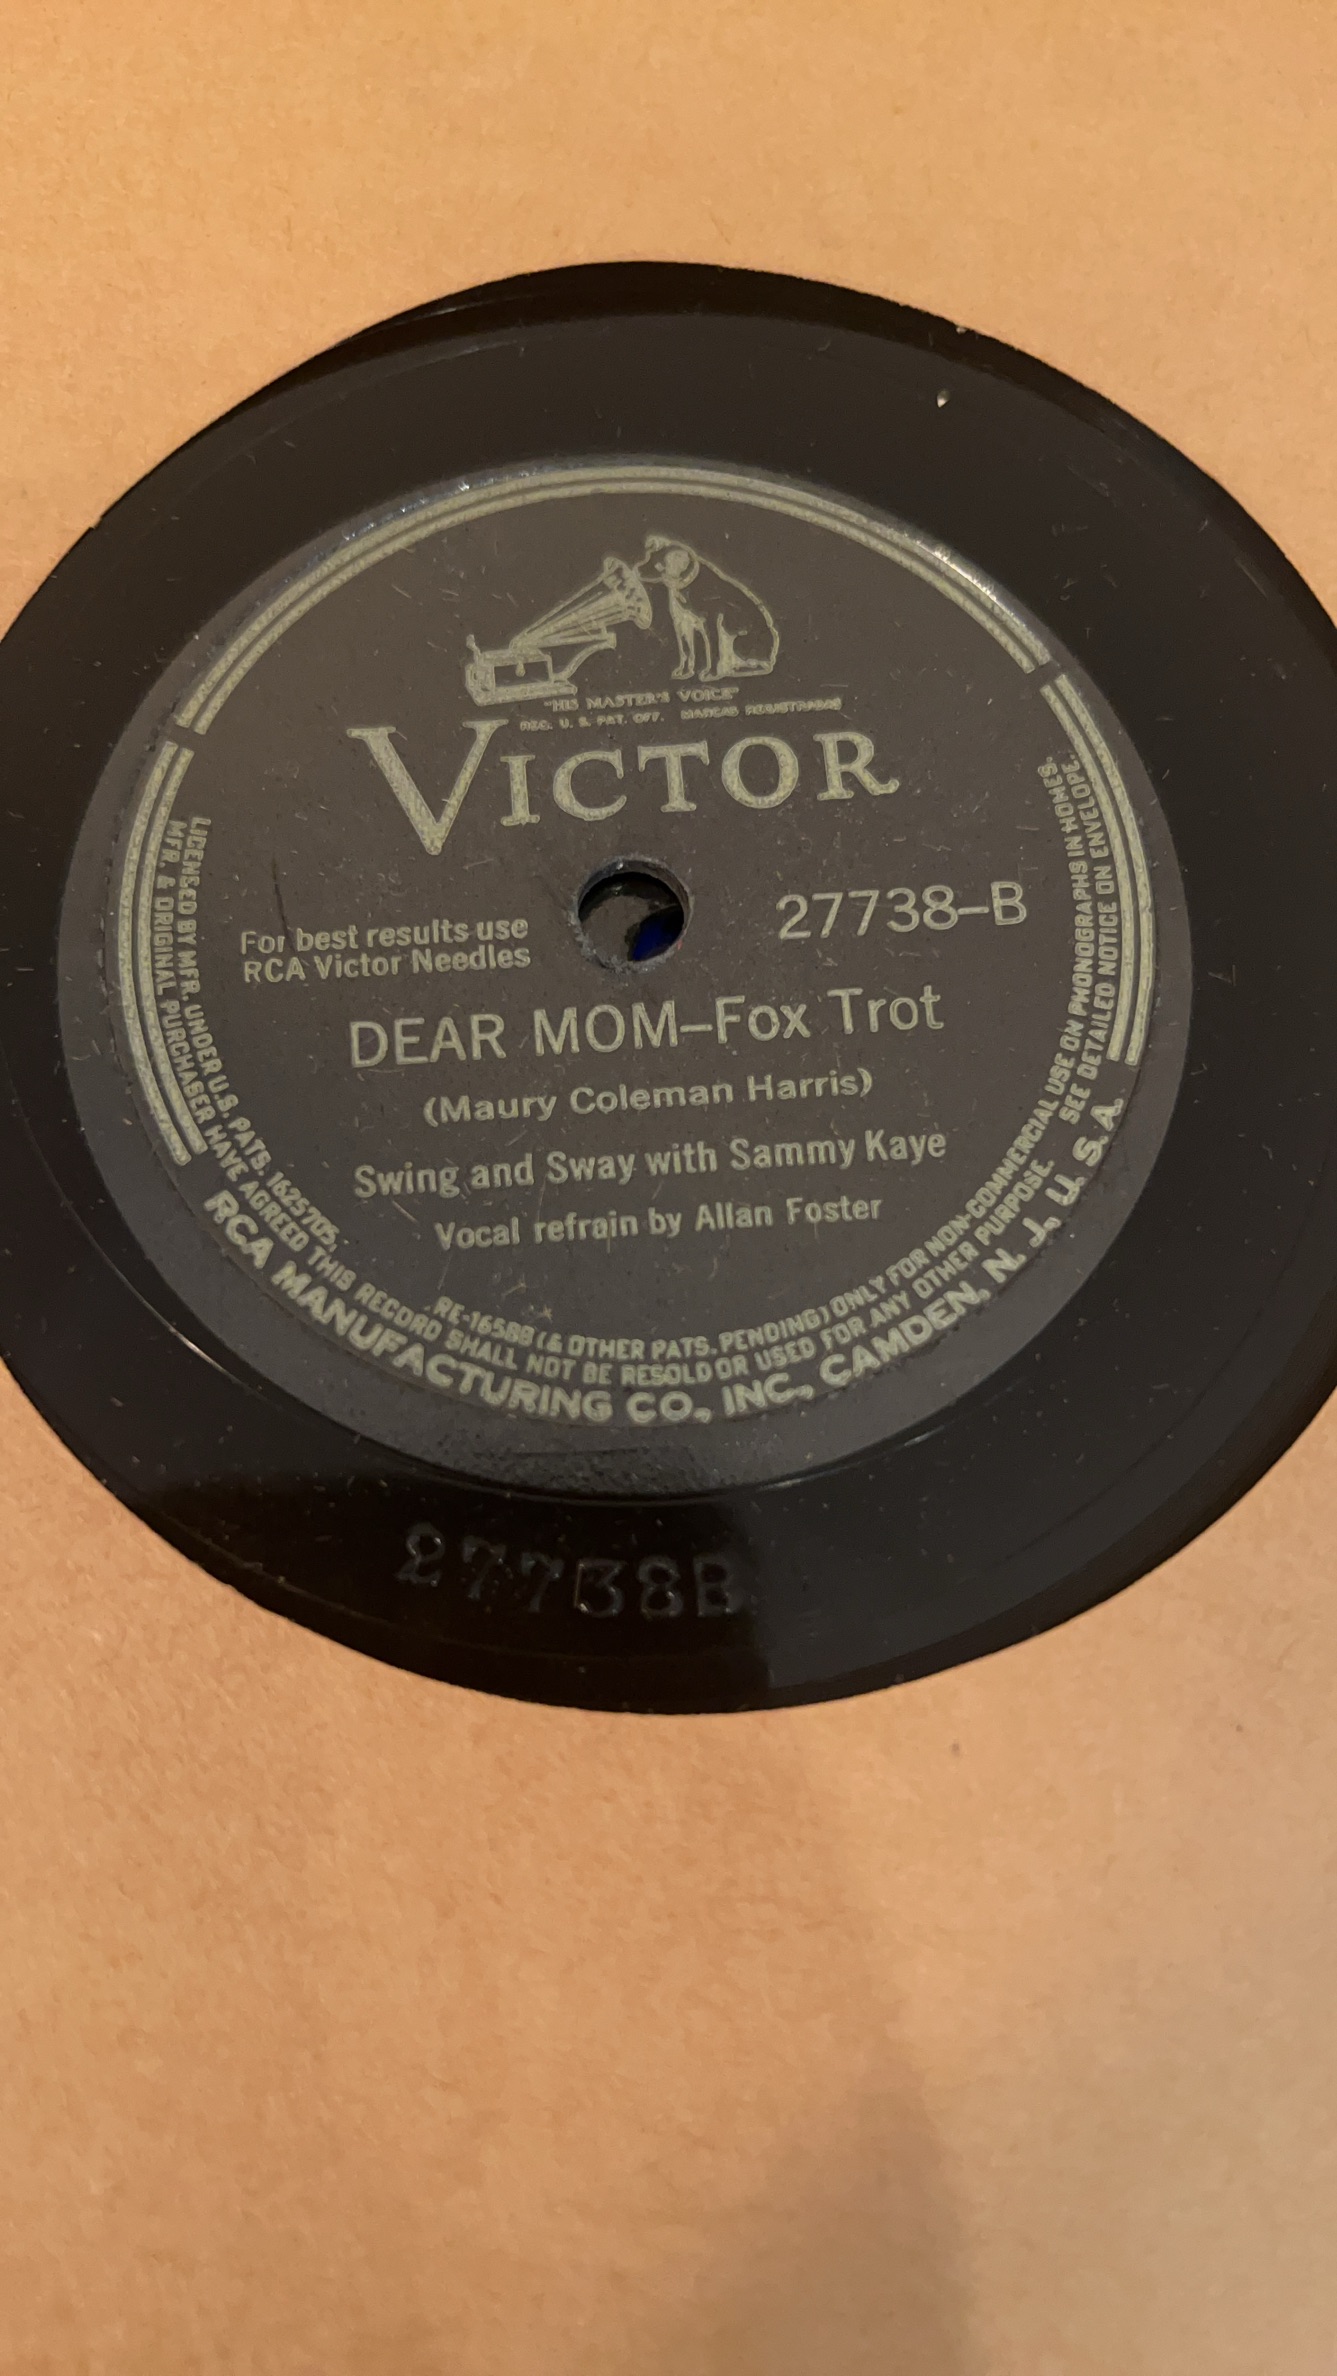 "HIS MASTER'S VOICE"
REG. U. S. PAT. OFF. MARCAS REGISTRADAS
VICTOR
For best results use
RCA Victor Needles
27738-B
DEAR MOM-Fox Trot
(Maury Coleman Harris)
Swing and Sway with Sammy Kaye
Vocal refrain by Allan Foster
LICENSED BY MFR. UNDER U.S. PATS. 1625705, RE-16588 (& OTHER PATS. PENDING) ONLY FOR NON-COMMERCIAL USE ON PHONOGRAPHS IN HOMES.
MFR. & ORIGINAL PURCHASER HAVE AGREED THIS RECORD SHALL NOT BE RESOLD OR USED FOR ANY OTHER PURPOSE. SEE DETAILED NOTICE ON ENVELOPE.
RCA MANUFACTURING CO., INC., CAMDEN, N. J., U. S. A.
27738B